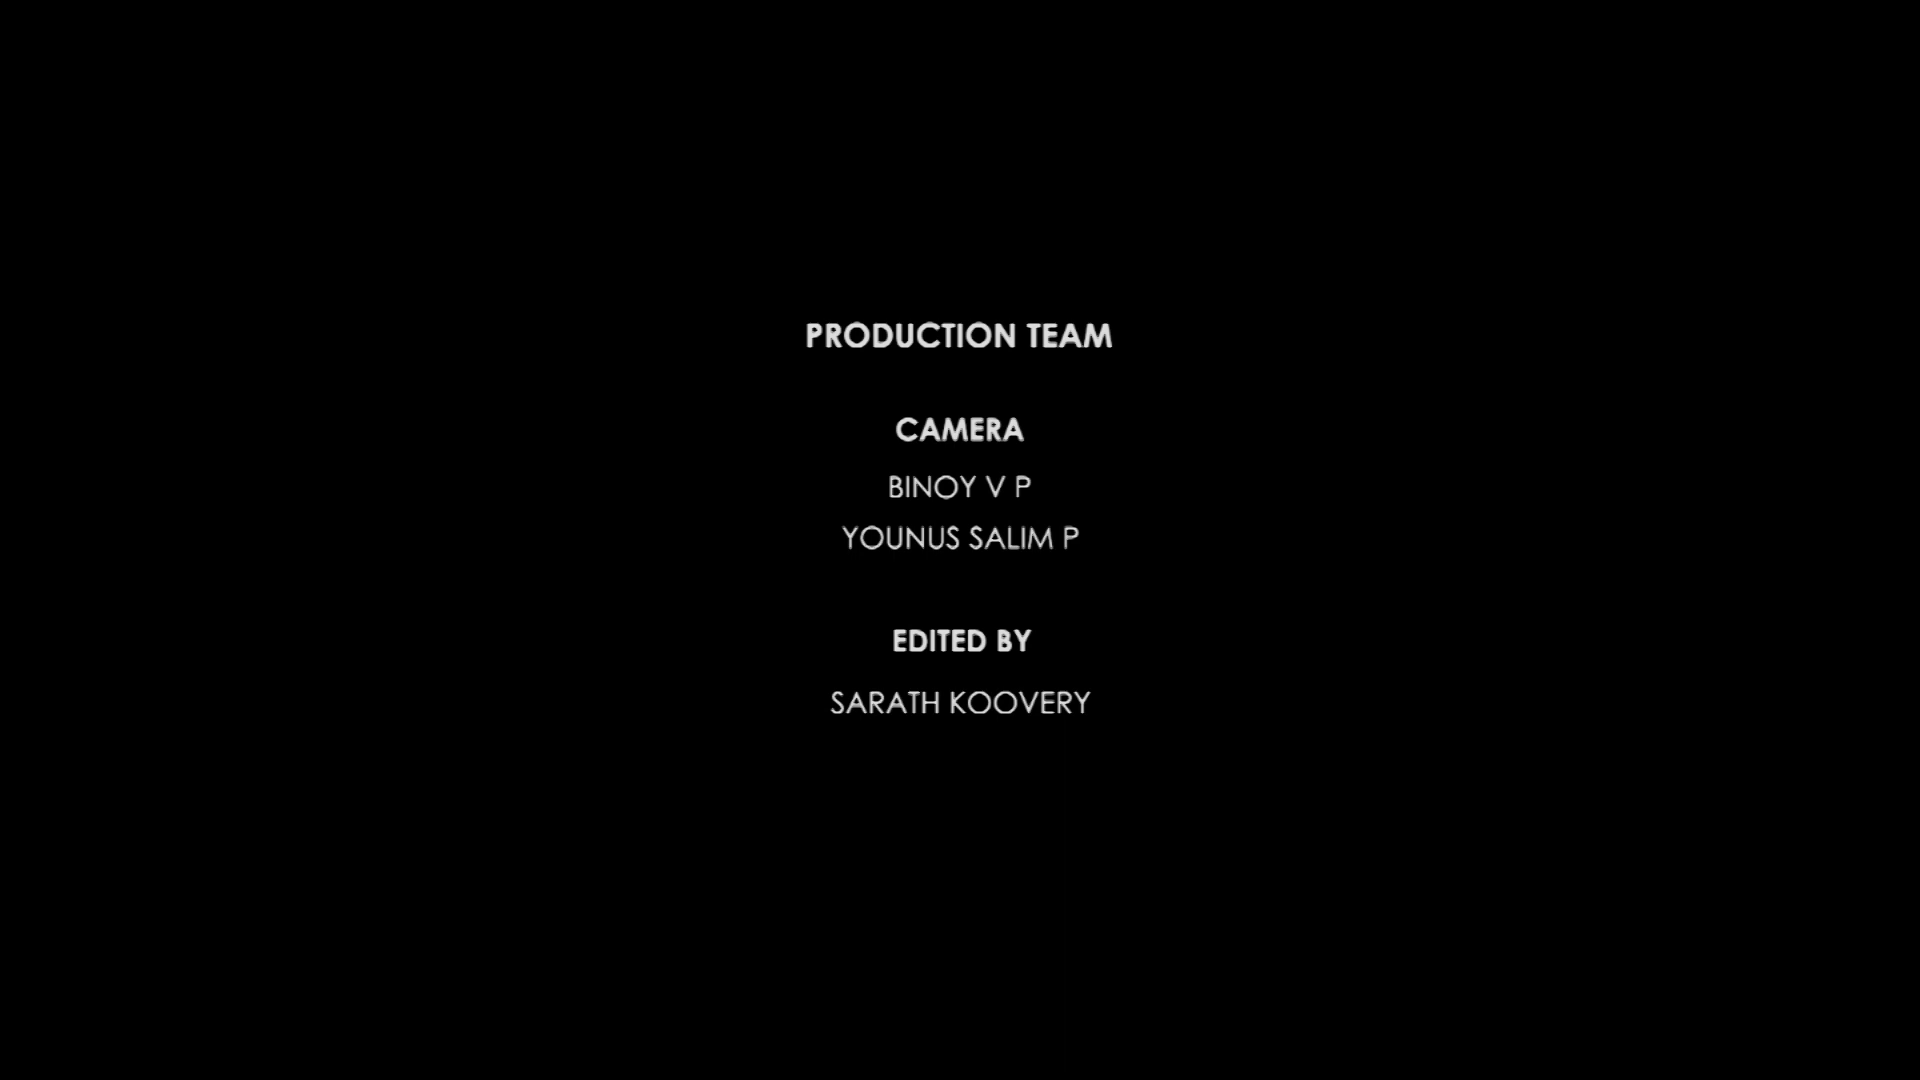 PRODUCTION TEAM
CAMERA
BINOY V P
YOUNUS SALIM P
EDITED BY
SARATH KOOVERY